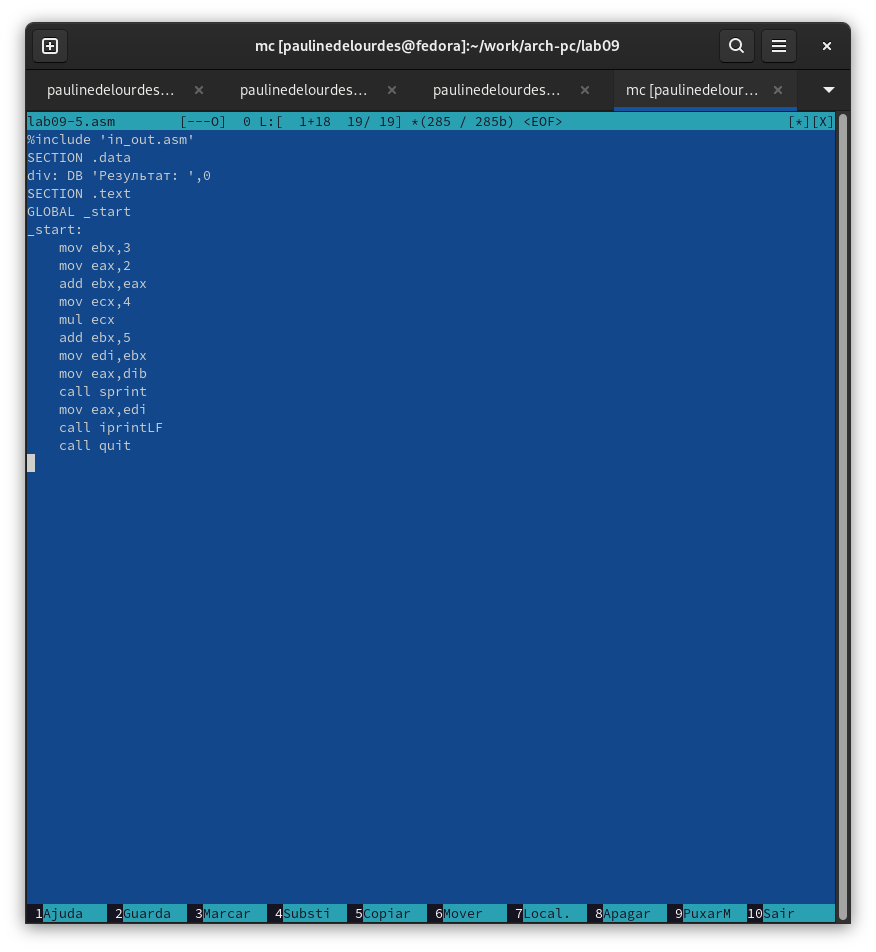 mc [paulinedelourdes@fedora]:~/work/arch-pc/lab09
paulinedelourdes… × paulinedelourdes… × paulinedelourdes… × mc [paulinedelour… ×
lab09-5.asm [---O] 0 L:[ 1+18 19/ 19] *(285 / 285b) <EOF> [*][X]
%include 'in_out.asm'
SECTION .data
div: DB 'Результат: ',0
SECTION .text
GLOBAL _start
_start:
mov ebx,3
mov eax,2
add ebx,eax
mov ecx,4
mul ecx
add ebx,5
mov edi,ebx
mov eax,dib
call sprint
mov eax,edi
call iprintLF
call quit
1Ajuda 2Guarda 3Marcar 4Substi 5Copiar 6Mover 7Local. 8Apagar 9PuxarM 10Sair